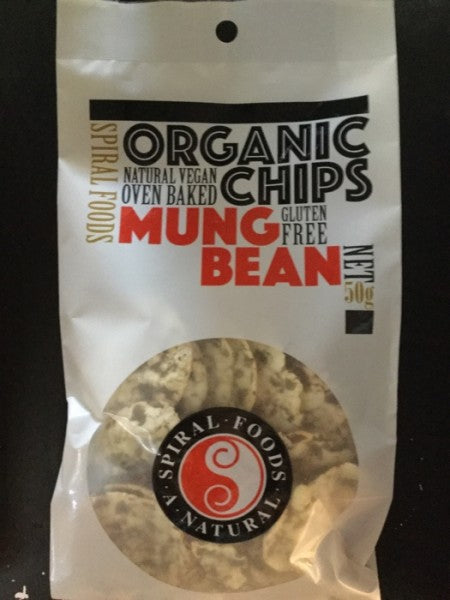 SPIRAL FOODS
ORGANIC
NATURAL VEGAN
OVEN BAKED
CHIPS
MUNG
GLUTEN
FREE
BEAN
NET
50g
SPIRAL · FOODS
· A · NATURAL ·